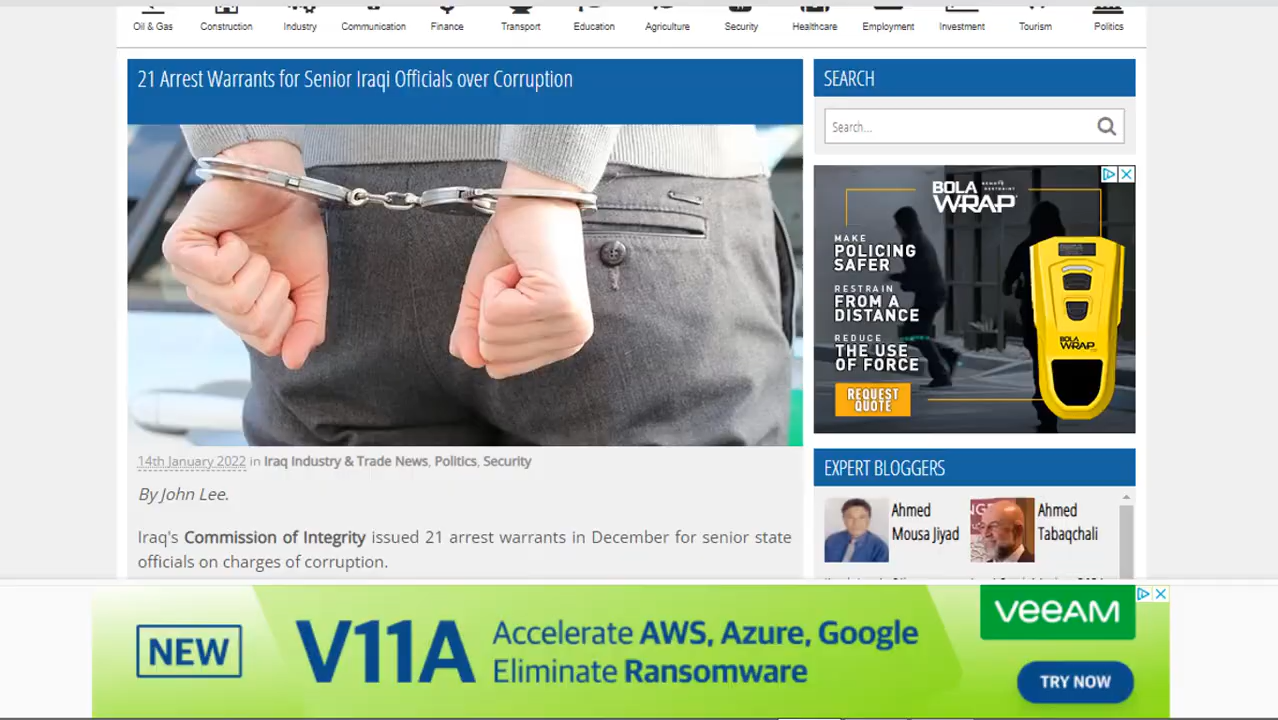 Oil & Gas
Construction
Industry
Communication
Finance
Transport
Education
Agriculture
Security
Healthcare
Employment
Investment
Tourism
Politics
21 Arrest Warrants for Senior Iraqi Officials over Corruption
14th January 2022 in Iraq Industry & Trade News, Politics, Security
By John Lee.
Iraq's Commission of Integrity issued 21 arrest warrants in December for senior state
officials on charges of corruption.
SEARCH
Search...
BOLA
WRAP
MAKE
POLICING
SAFER
RESTRAIN
FROM A
DISTANCE
REDUCE
THE USE
OF FORCE
REQUEST
QUOTE
BOLA
WRAP
EXPERT BLOGGERS
Ahmed
Mousa Jiyad
Ahmed
Tabaqchali
NEW
V11A
Accelerate AWS, Azure, Google
Eliminate Ransomware
VEEAM
TRY NOW